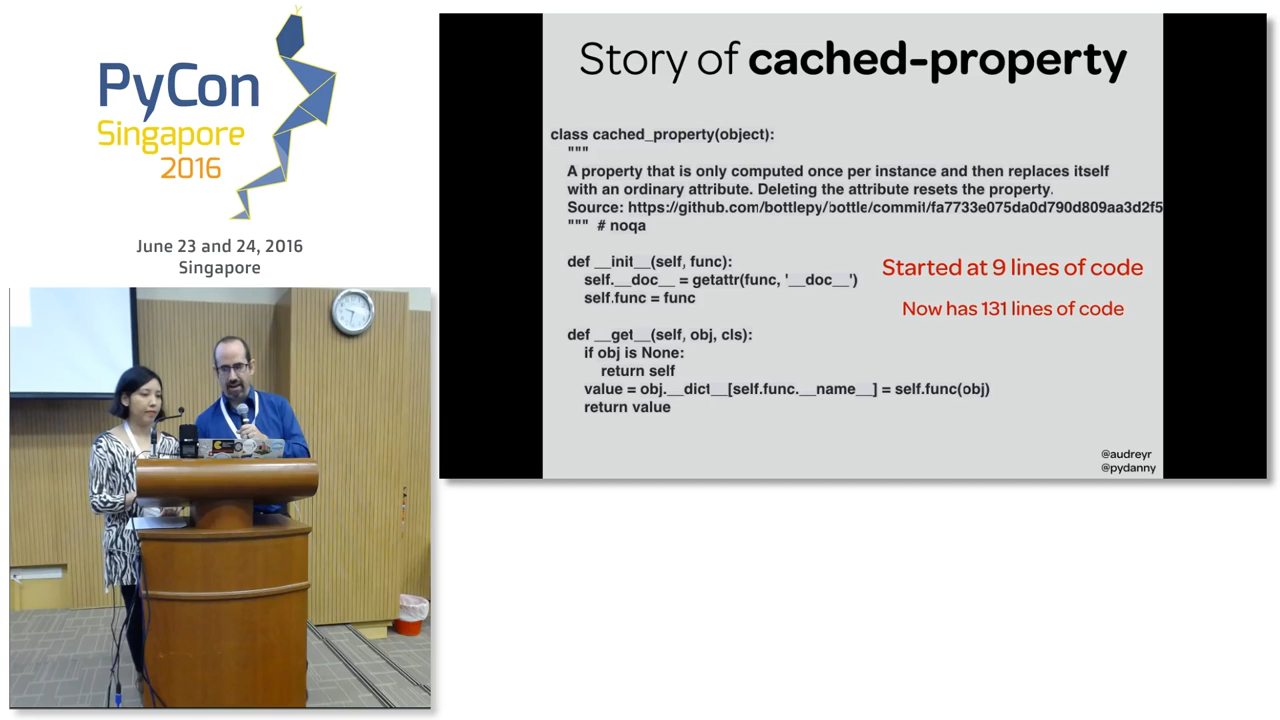 PyCon
Singapore
2016
June 23 and 24, 2016
Singapore
Story of cached-property
class cached_property(object):
"""
A property that is only computed once per instance and then replaces itself
with an ordinary attribute. Deleting the attribute resets the property.
Source: https://github.com/bottlepy/bottle/commit/fa7733e075da0d790d809aa3d2f5
""" # noqa
def __init__(self, func):
self.__doc__ = getattr(func, '__doc__')
self.func = func
def __get__(self, obj, cls):
if obj is None:
return self
value = obj.__dict__[self.func.__name__] = self.func(obj)
return value
Started at 9 lines of code
Now has 131 lines of code
@audreyr
@pydanny